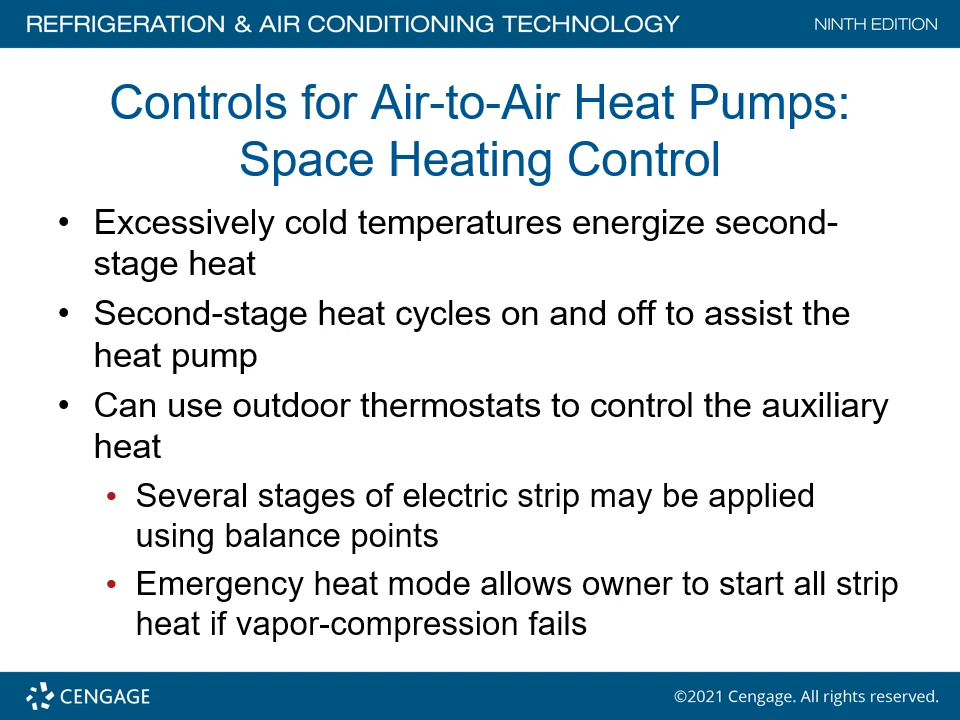 REFRIGERATION & AIR CONDITIONING TECHNOLOGY NINTH EDITION
Controls for Air-to-Air Heat Pumps:
Space Heating Control
• Excessively cold temperatures energize second-
stage heat
• Second-stage heat cycles on and off to assist the
heat pump
• Can use outdoor thermostats to control the auxiliary
heat
• Several stages of electric strip may be applied
using balance points
• Emergency heat mode allows owner to start all strip
heat if vapor-compression fails
CENGAGE ©2021 Cengage. All rights reserved.